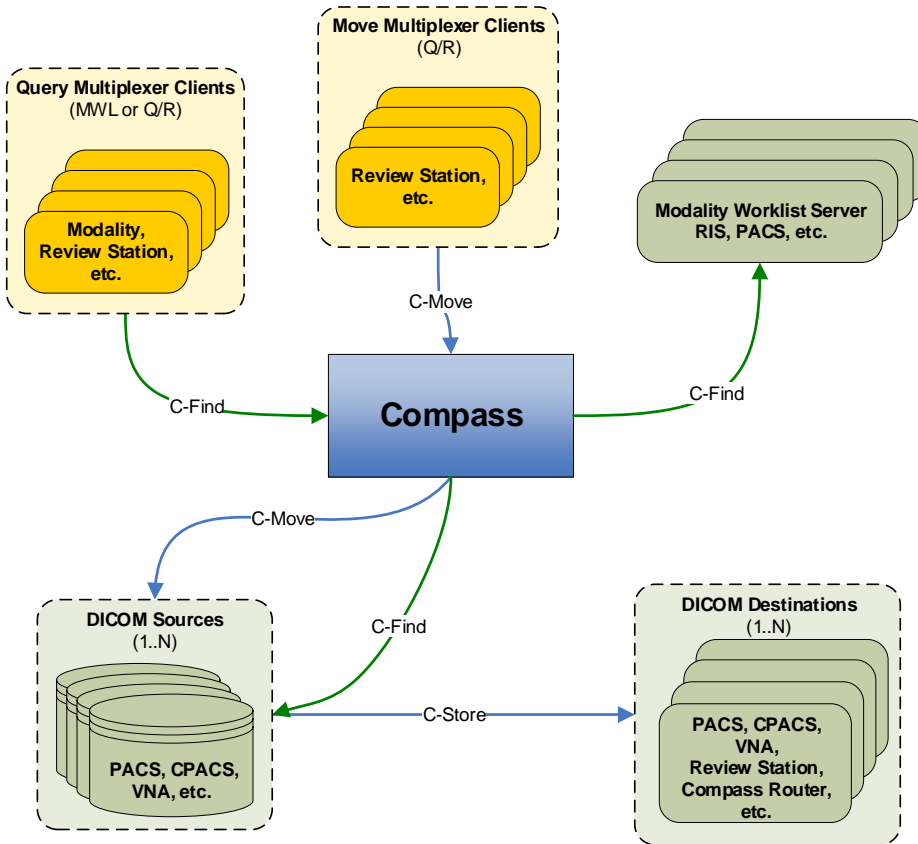 Move Multiplexer Clients
(Q/R)
Review Station,
etc.
Query Multiplexer Clients
(MWL or Q/R)
Modality,
Review Station,
etc.
Modality Worklist Server
RIS, PACS, etc.
C-Move
C-Find
C-Find
Compass
C-Move
C-Find
DICOM Sources
(1..N)
PACS, CPACS,
VNA, etc.
C-Store
DICOM Destinations
(1..N)
PACS, CPACS,
VNA,
Review Station,
Compass Router,
etc.